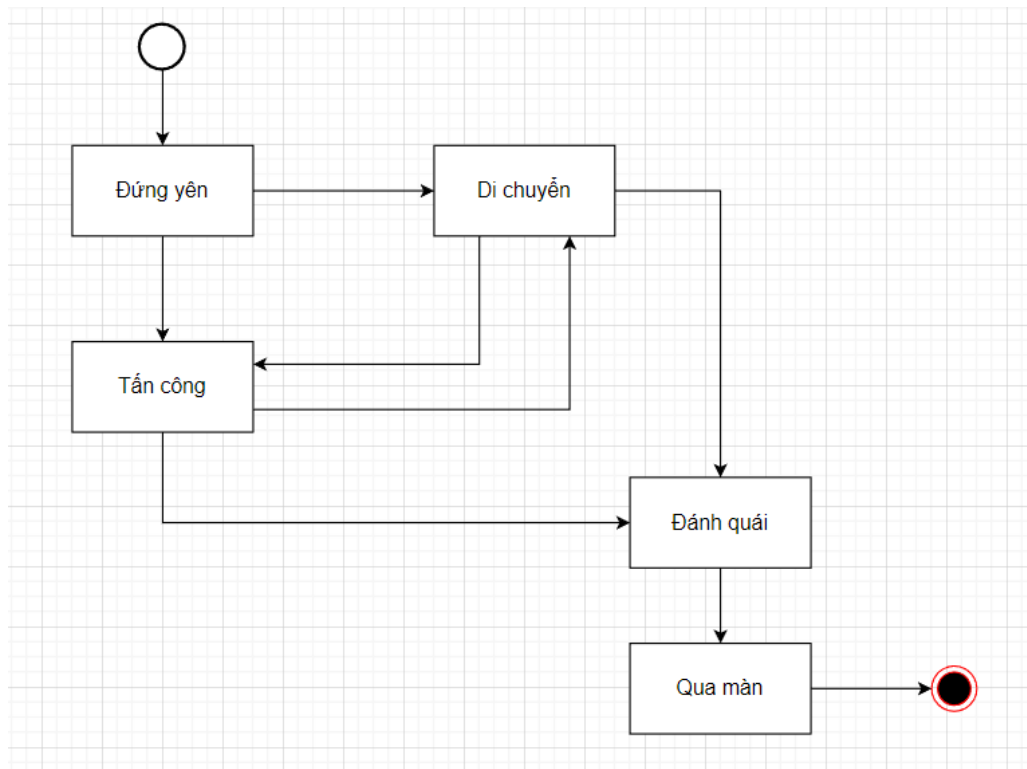 Đứng yên
Di chuyển
Tấn công
Đánh quái
Qua màn